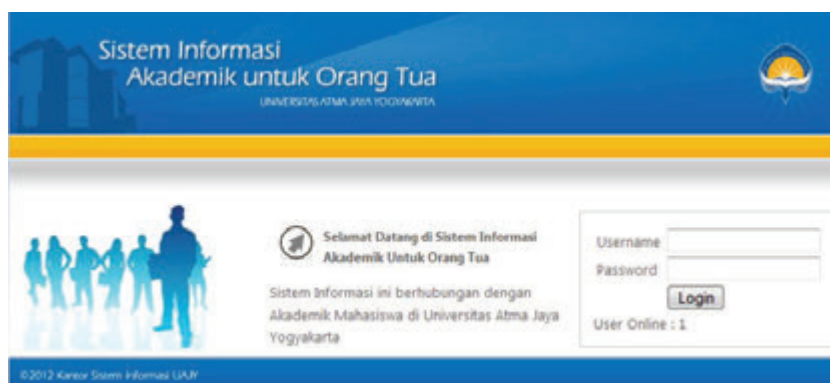 Sistem Informasi
Akademik untuk Orang Tua
UNIVERSITAS ATMA JAYA YOGYAKARTA
Selamat Datang di Sistem Informasi
Akademik Untuk Orang Tua
Sistem Informasi ini berhubungan dengan
Akademik Mahasiswa di Universitas Atma Jaya
Yogyakarta
Username
Password
Login
User Online : 1
©2012 Kantor Sistem Informasi UAJY